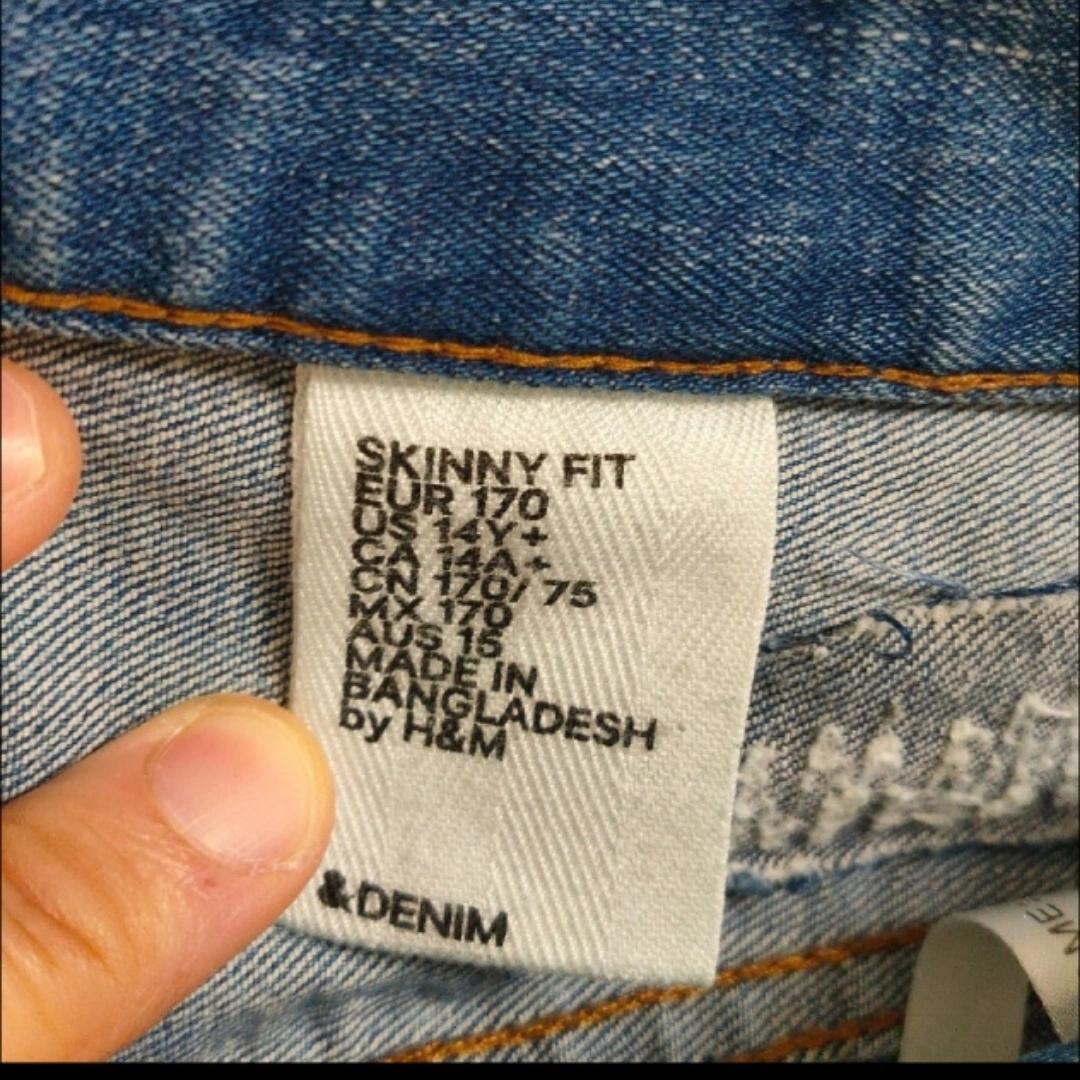 SKINNY FIT
EUR 170
US 14Y+
CA 14A+
CN 170/ 75
MX 170
AUS 15
MADE IN
BANGLADESH
by H&M
&DENIM